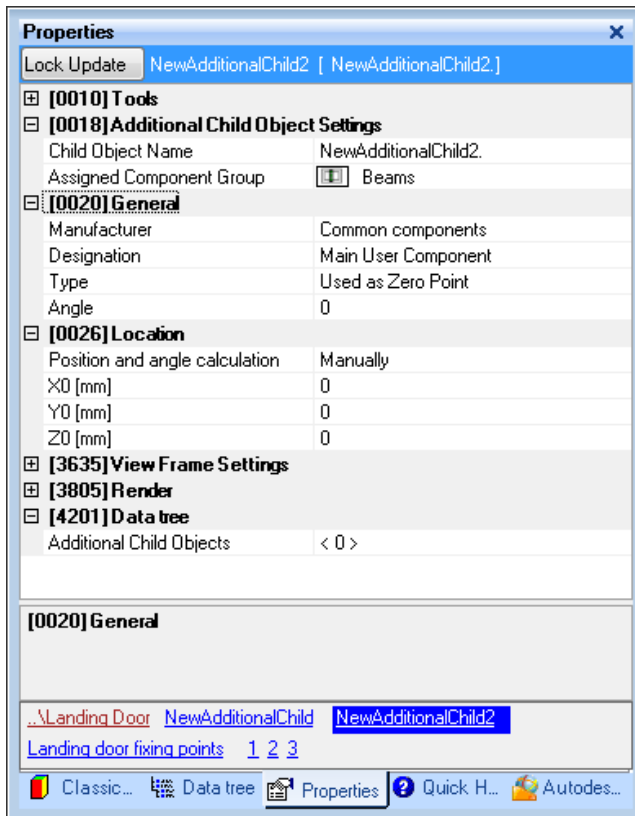 Properties
Lock Update NewAdditionalChild2 [ NewAdditionalChild2.]
[0010] Tools
[0018] Additional Child Object Settings
Child Object Name NewAdditionalChild2.
Assigned Component Group Beams
[0020] General
Manufacturer Common components
Designation Main User Component
Type Used as Zero Point
Angle 0
[0026] Location
Position and angle calculation Manually
X0 [mm] 0
Y0 [mm] 0
Z0 [mm] 0
[3635] View Frame Settings
[3805] Render
[4201] Data tree
Additional Child Objects < 0 >
[0020] General
..\Landing Door NewAdditionalChild NewAdditionalChild2
Landing door fixing points 1 2 3
Classic... Data tree Properties Quick H... Autodes...